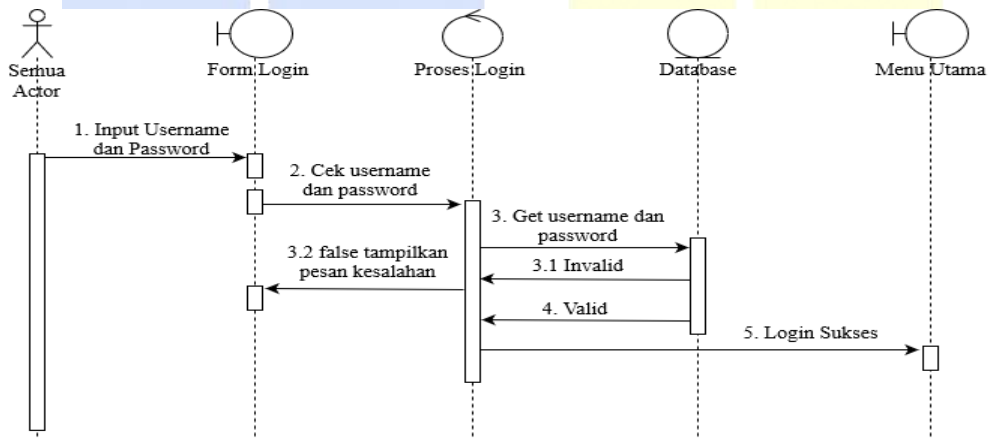 Semua
Actor
Form Login
Proses Login
Database
Menu Utama
1. Input Username
dan Password
2. Cek username
dan password
3. Get username dan
password
3.2 false tampilkan
pesan kesalahan
3.1 Invalid
4. Valid
5. Login Sukses